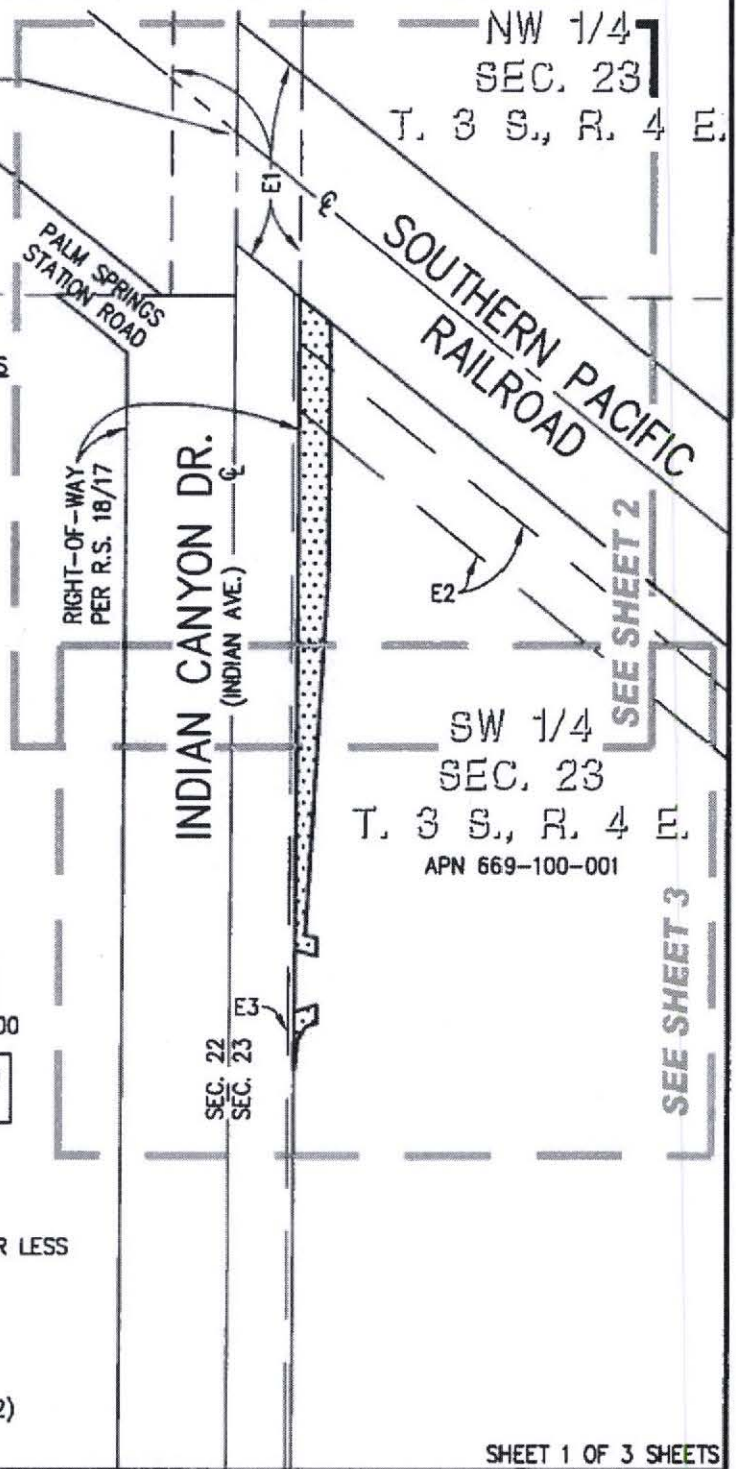 NW 1/4
SEC. 23
T. 3 S., R. 4 E.
E1
℄
PALM SPRINGS
STATION ROAD
SOUTHERN PACIFIC
RAILROAD
RIGHT-OF-WAY
PER R.S. 18/17
INDIAN CANYON DR.
(INDIAN AVE.)
℄
E2
SEE SHEET 2
SW 1/4
SEC. 23
T. 3 S., R. 4 E.
APN 669-100-001
SEE SHEET 3
E3
SEC. 22
SEC. 23
00
R LESS
2)
SHEET 1 OF 3 SHEETS